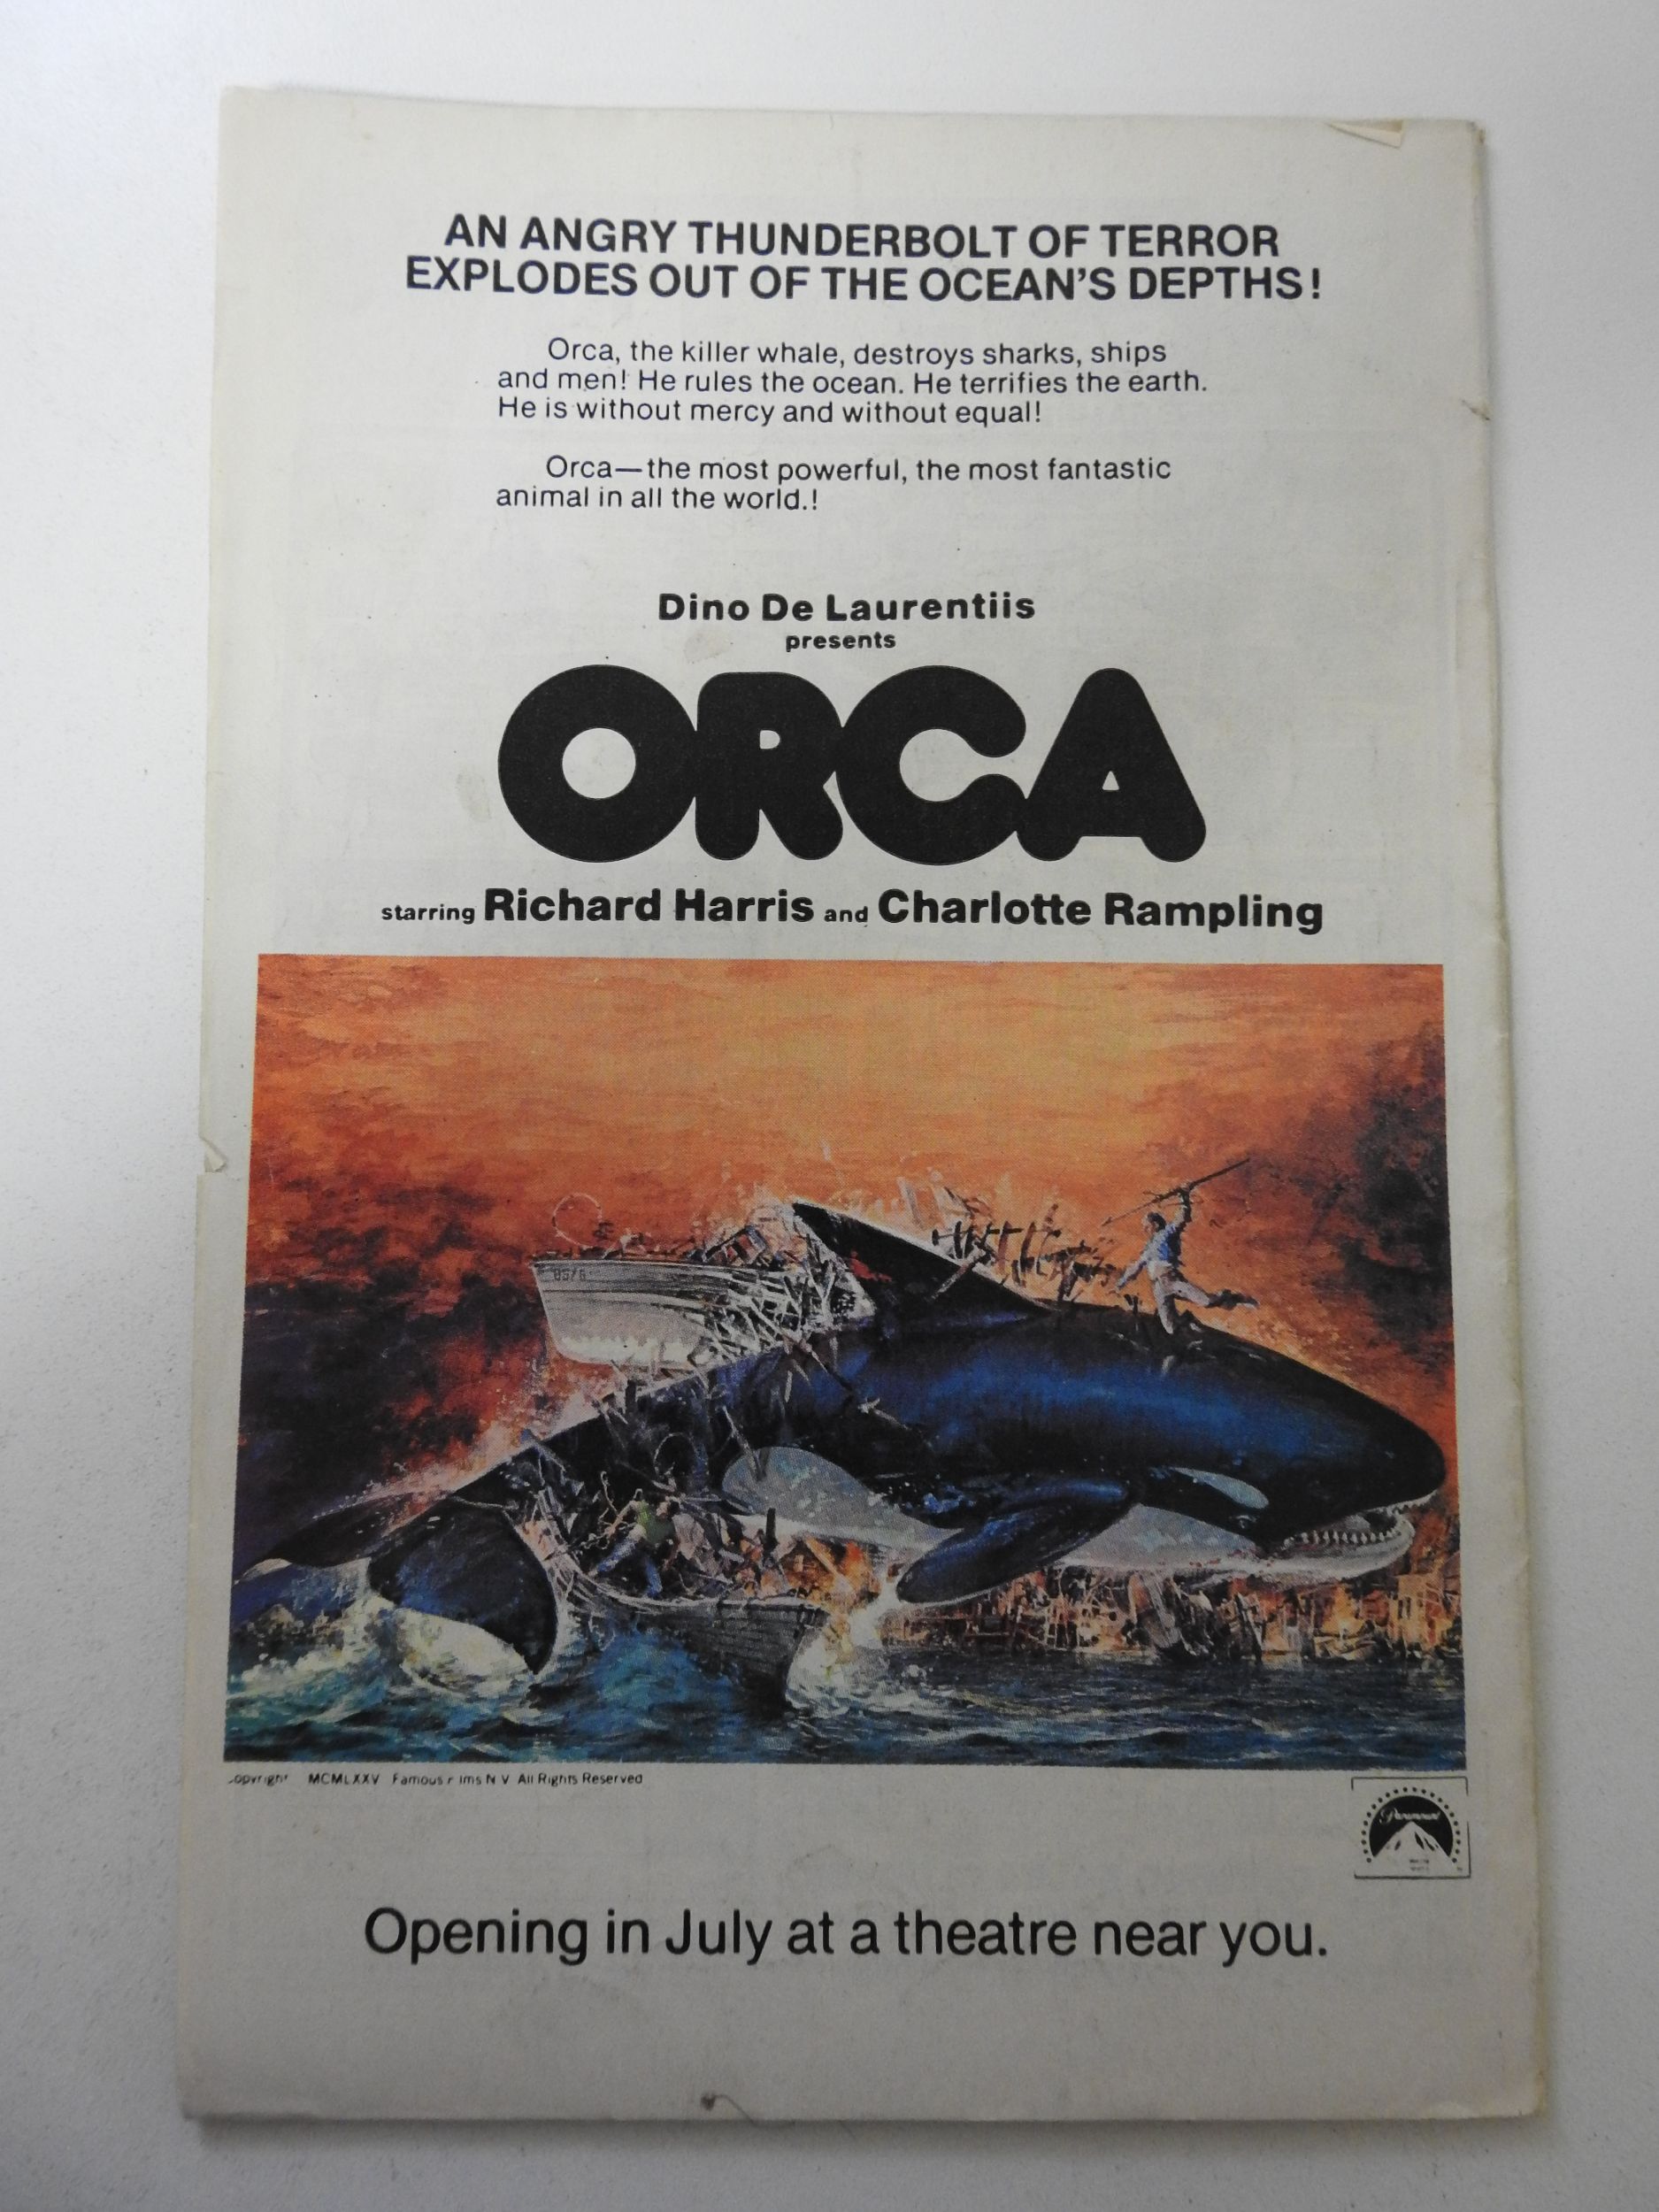 AN ANGRY THUNDERBOLT OF TERROR
EXPLODES OUT OF THE OCEAN'S DEPTHS!
Orca, the killer whale, destroys sharks, ships
and men! He rules the ocean. He terrifies the earth.
He is without mercy and without equal!
Orca—the most powerful, the most fantastic
animal in all the world.!
Dino De Laurentiis
presents
ORCA
starring Richard Harris and Charlotte Rampling
MCMLXXV Famous N V All Rights Reserved
Paramount
Opening in July at a theatre near you.